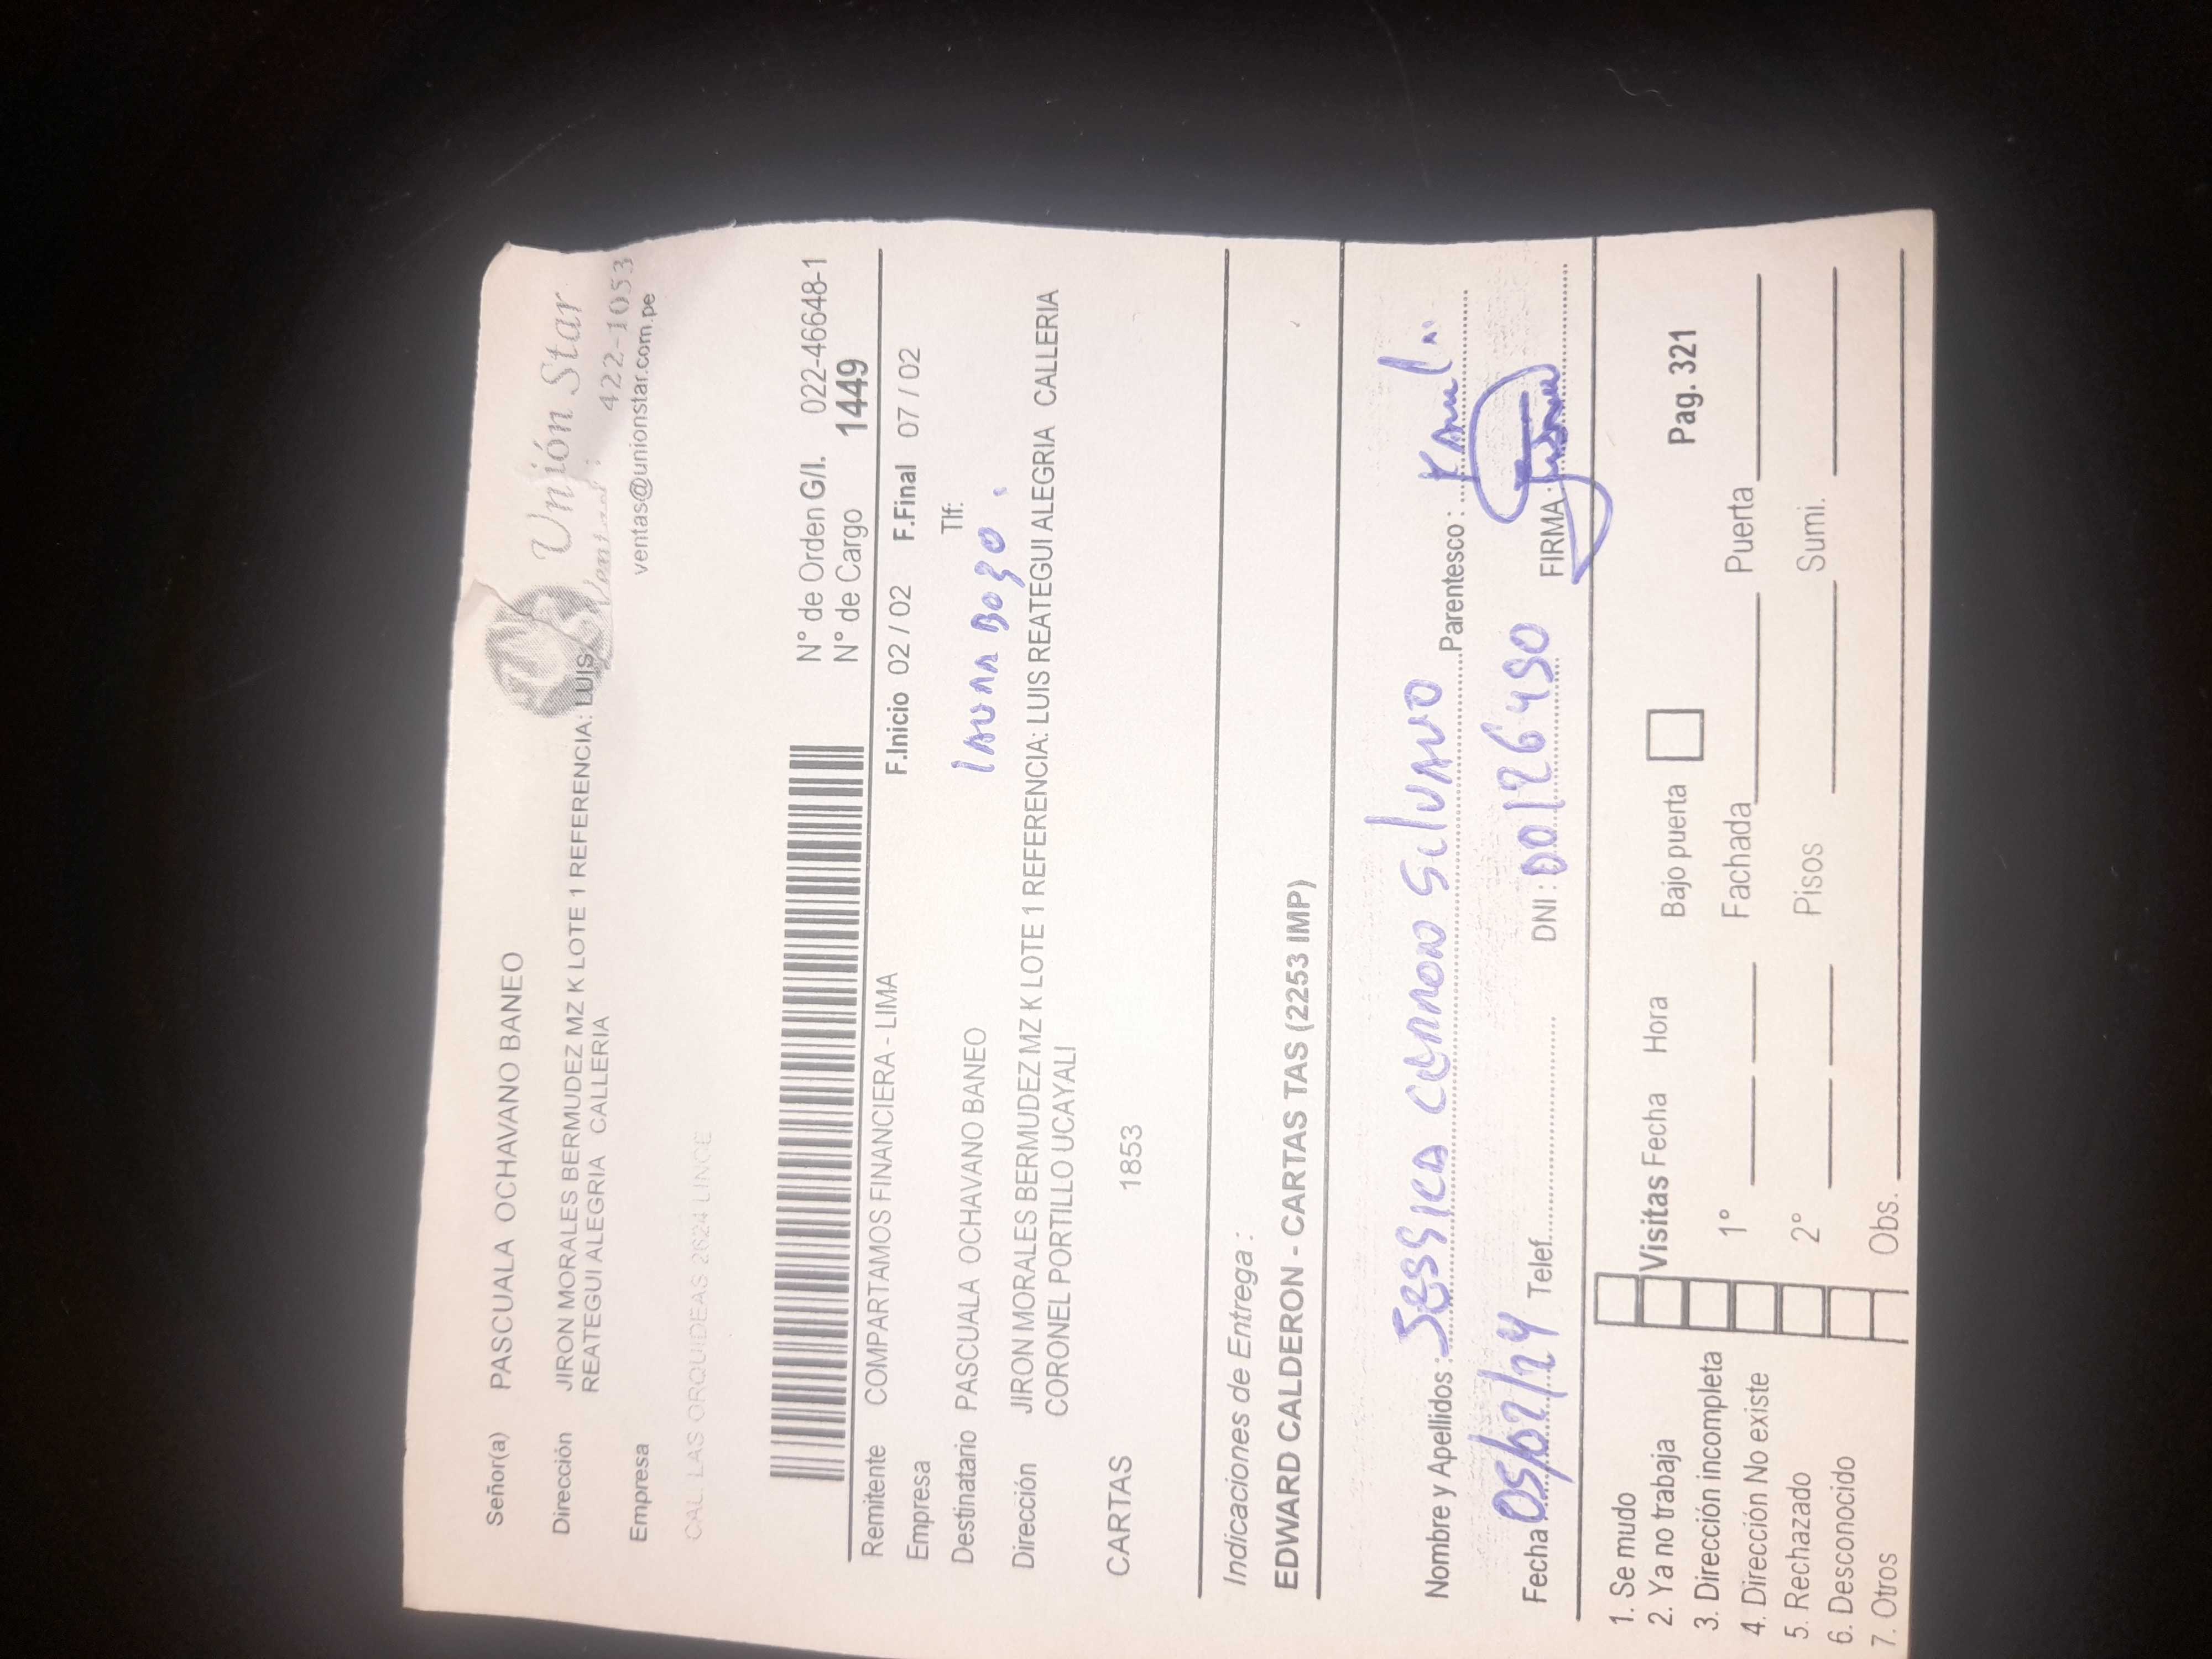 Señor(a) PASCUALA OCHAVANO BANEO
Unión Star
Dirección JIRON MORALES BERMUDEZ MZ K LOTE 1 REFERENCIA: LUIS
REATEGUI ALEGRIA CALLERIA
Ventas: 422-1053
ventas@unionstar.com.pe
Empresa
CAL. LAS ORQUIDEAS 2624 LINCE
N° de Orden G/I. 022-46648-1
N° de Cargo 1449
Remitente COMPARTAMOS FINANCIERA - LIMA F.Inicio 02 / 02 F.Final 07 / 02
Empresa
Destinatario PASCUALA OCHAVANO BANEO Tlf:
Dirección JIRON MORALES BERMUDEZ MZ K LOTE 1 REFERENCIA: LUIS REATEGUI ALEGRIA CALLERIA
CORONEL PORTILLO UCAYALI
CARTAS 1853
Indicaciones de Entrega :
EDWARD CALDERON - CARTAS TAS (2253 IMP)
Nombre y Apellidos : JESSICA SILVANO Parentesco :
Fecha 05/02/24 Telef. DNI : 00126450 FIRMA
1. Se mudo
2. Ya no trabaja Visitas Fecha Hora Bajo puerta Pag. 321
3. Dirección incompleta
4. Dirección No existe 1° Fachada Puerta
5. Rechazado
6. Desconocido 2° Pisos Sumi.
7. Otros Obs.